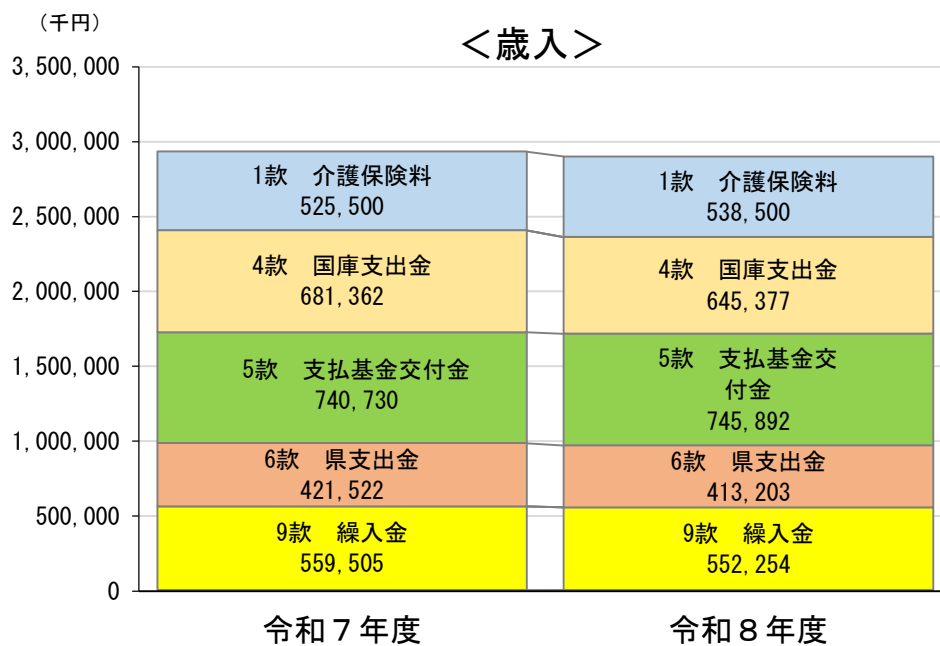 (千円)
＜歳入＞
3,500,000
3,000,000
2,500,000
2,000,000
1,500,000
1,000,000
500,000
0
1款　介護保険料
525,500
4款　国庫支出金
681,362
5款　支払基金交付金
740,730
6款　県支出金
421,522
9款　繰入金
559,505
1款　介護保険料
538,500
4款　国庫支出金
645,377
5款　支払基金交
付金
745,892
6款　県支出金
413,203
9款　繰入金
552,254
令和７年度
令和８年度